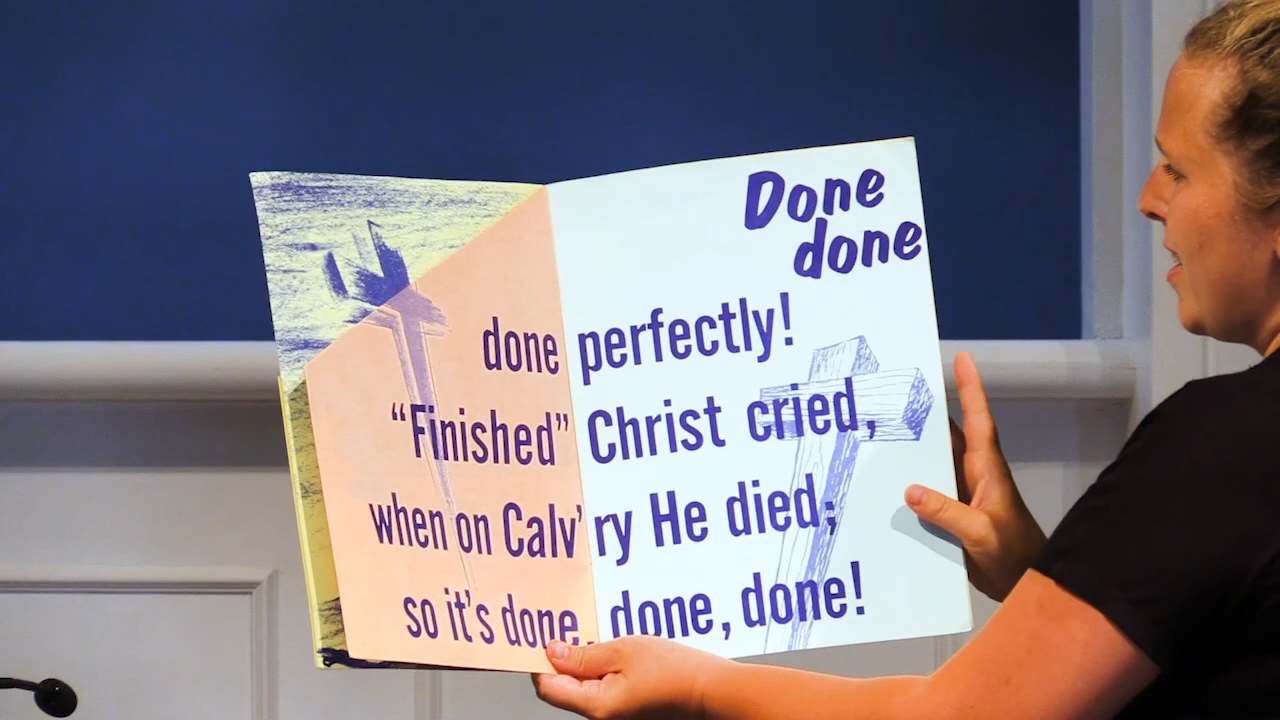 Done
done
done perfectly!
“Finished” Christ cried,
when on Calv’ry He died;
so it’s done, done, done!